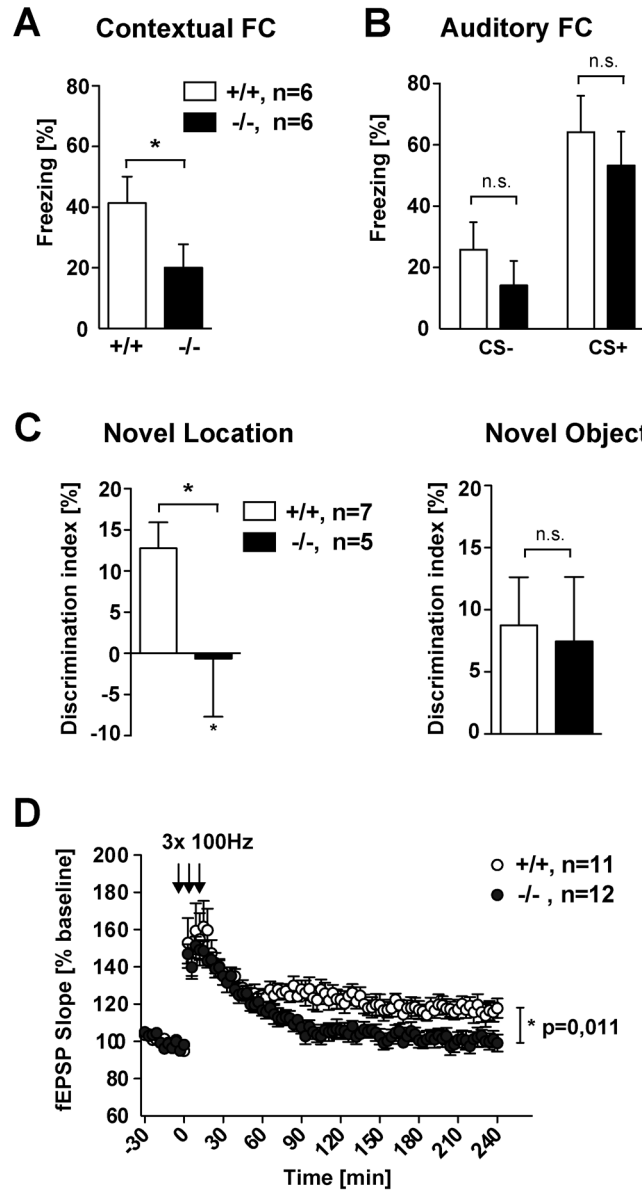 A Contextual FC
Freezing [%]
80
60
40
20
0
*
+/+, n=6
-/-, n=6
+/+ -/-
B Auditory FC
Freezing [%]
80
60
40
20
0
n.s.
n.s.
CS- CS+
C Novel Location
Discrimination index [%]
20
15
10
5
0
-5
-10
*
*
+/+, n=7
-/-, n=5
Novel Object
Discrimination index [%]
20
15
10
5
0
n.s.
D
3x 100Hz
fEPSP Slope [% baseline]
200
180
160
140
120
100
80
60
+/+, n=11
-/- , n=12
* p=0,011
-30 0 30 60 90 120 150 180 210 240
Time [min]